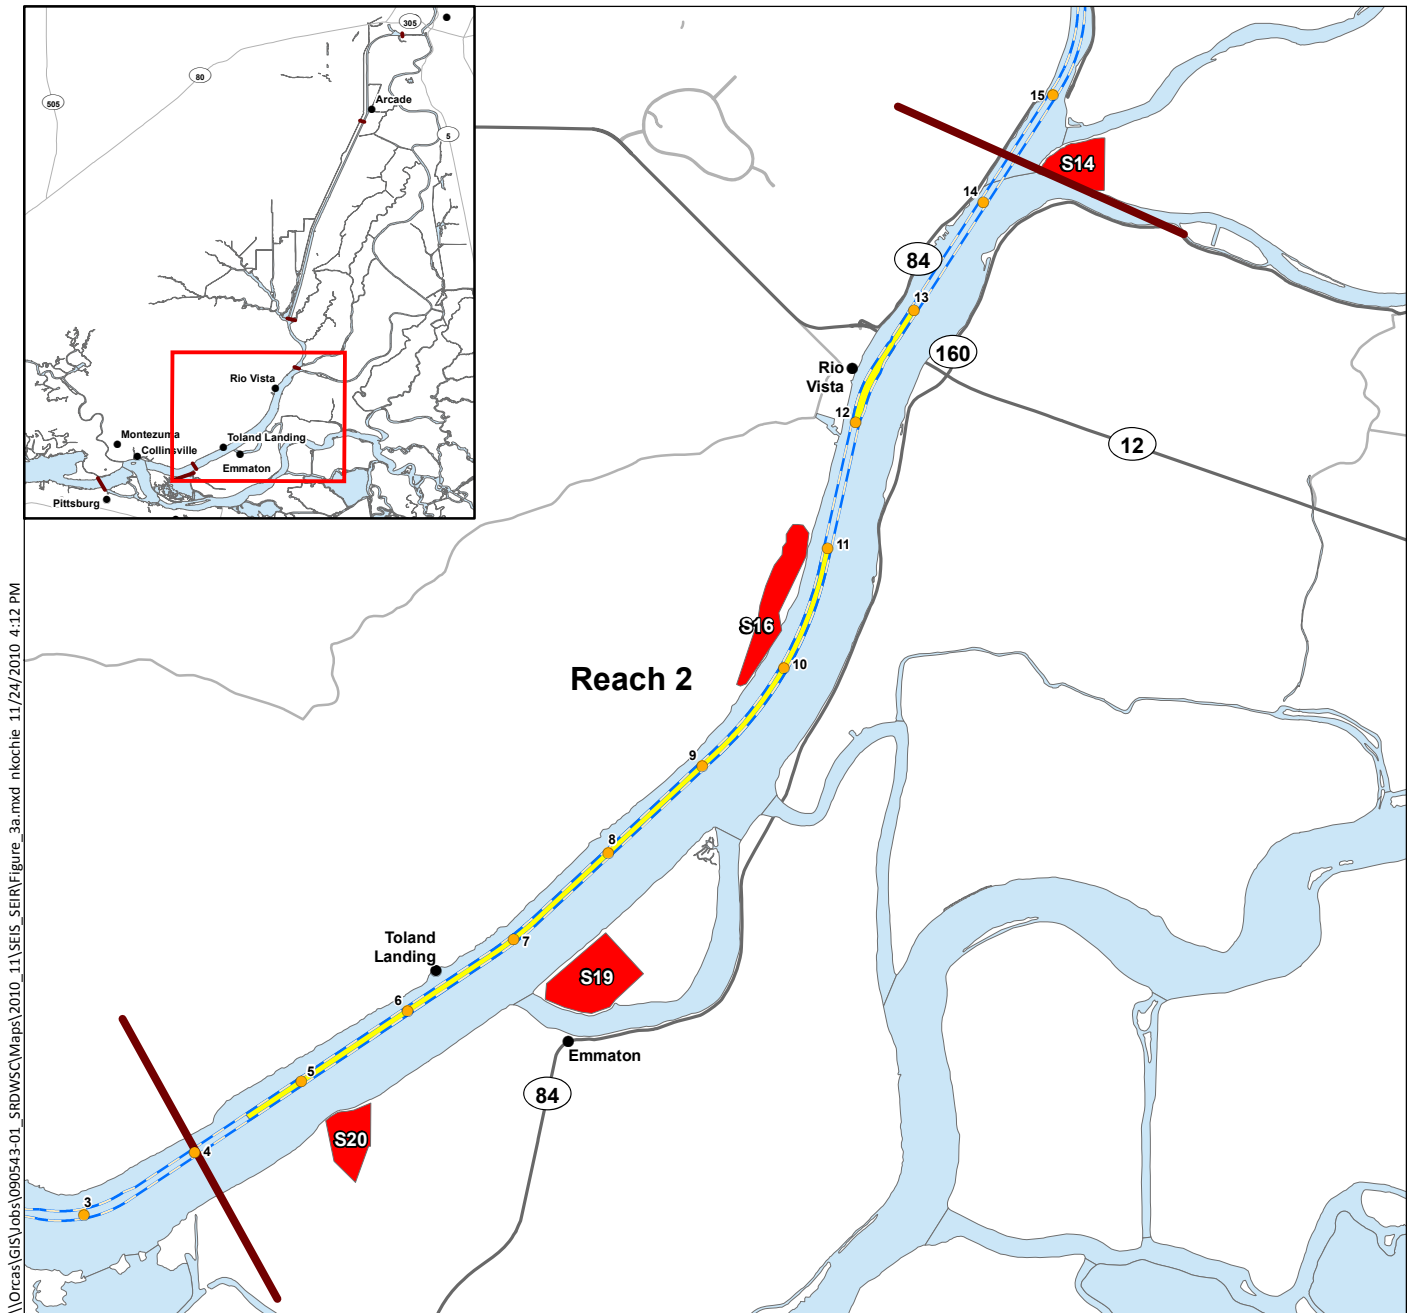 305
80
505
Arcade
5
Rio Vista
Montezuma
Collinsville
Toland Landing
Emmaton
Pittsburg
15
S14
14
84
13
160
Rio
Vista
12
12
11
S16
10
Reach 2
9
8
Toland
Landing
7
S19
6
Emmaton
5
84
S20
4
3
\\Orcas\GIS\Jobs\090543-01_SRDWSC\Maps\2010_11\SEIS_SEIR\Figure_3a.mxd nkochie 11/24/2010 4:12 PM